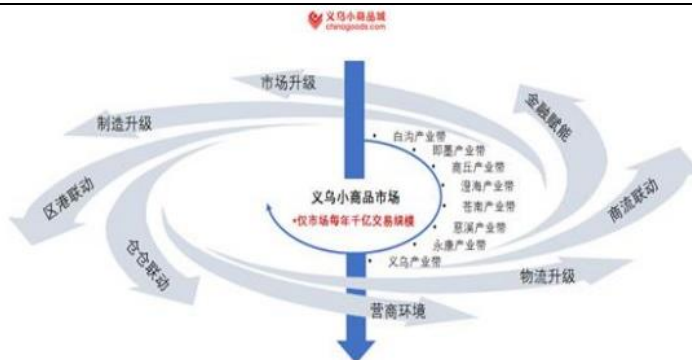 义乌小商品城
chinagoods.com
市场升级
制造升级
区港联动
仓仓联动
营商环境
物流升级
商流联动
金融赋能
白沟产业带
即墨产业带
商丘产业带
澄海产业带
苍南产业带
慈溪产业带
永康产业带
义乌产业带
义乌小商品市场
+仅市场每年千亿交易规模